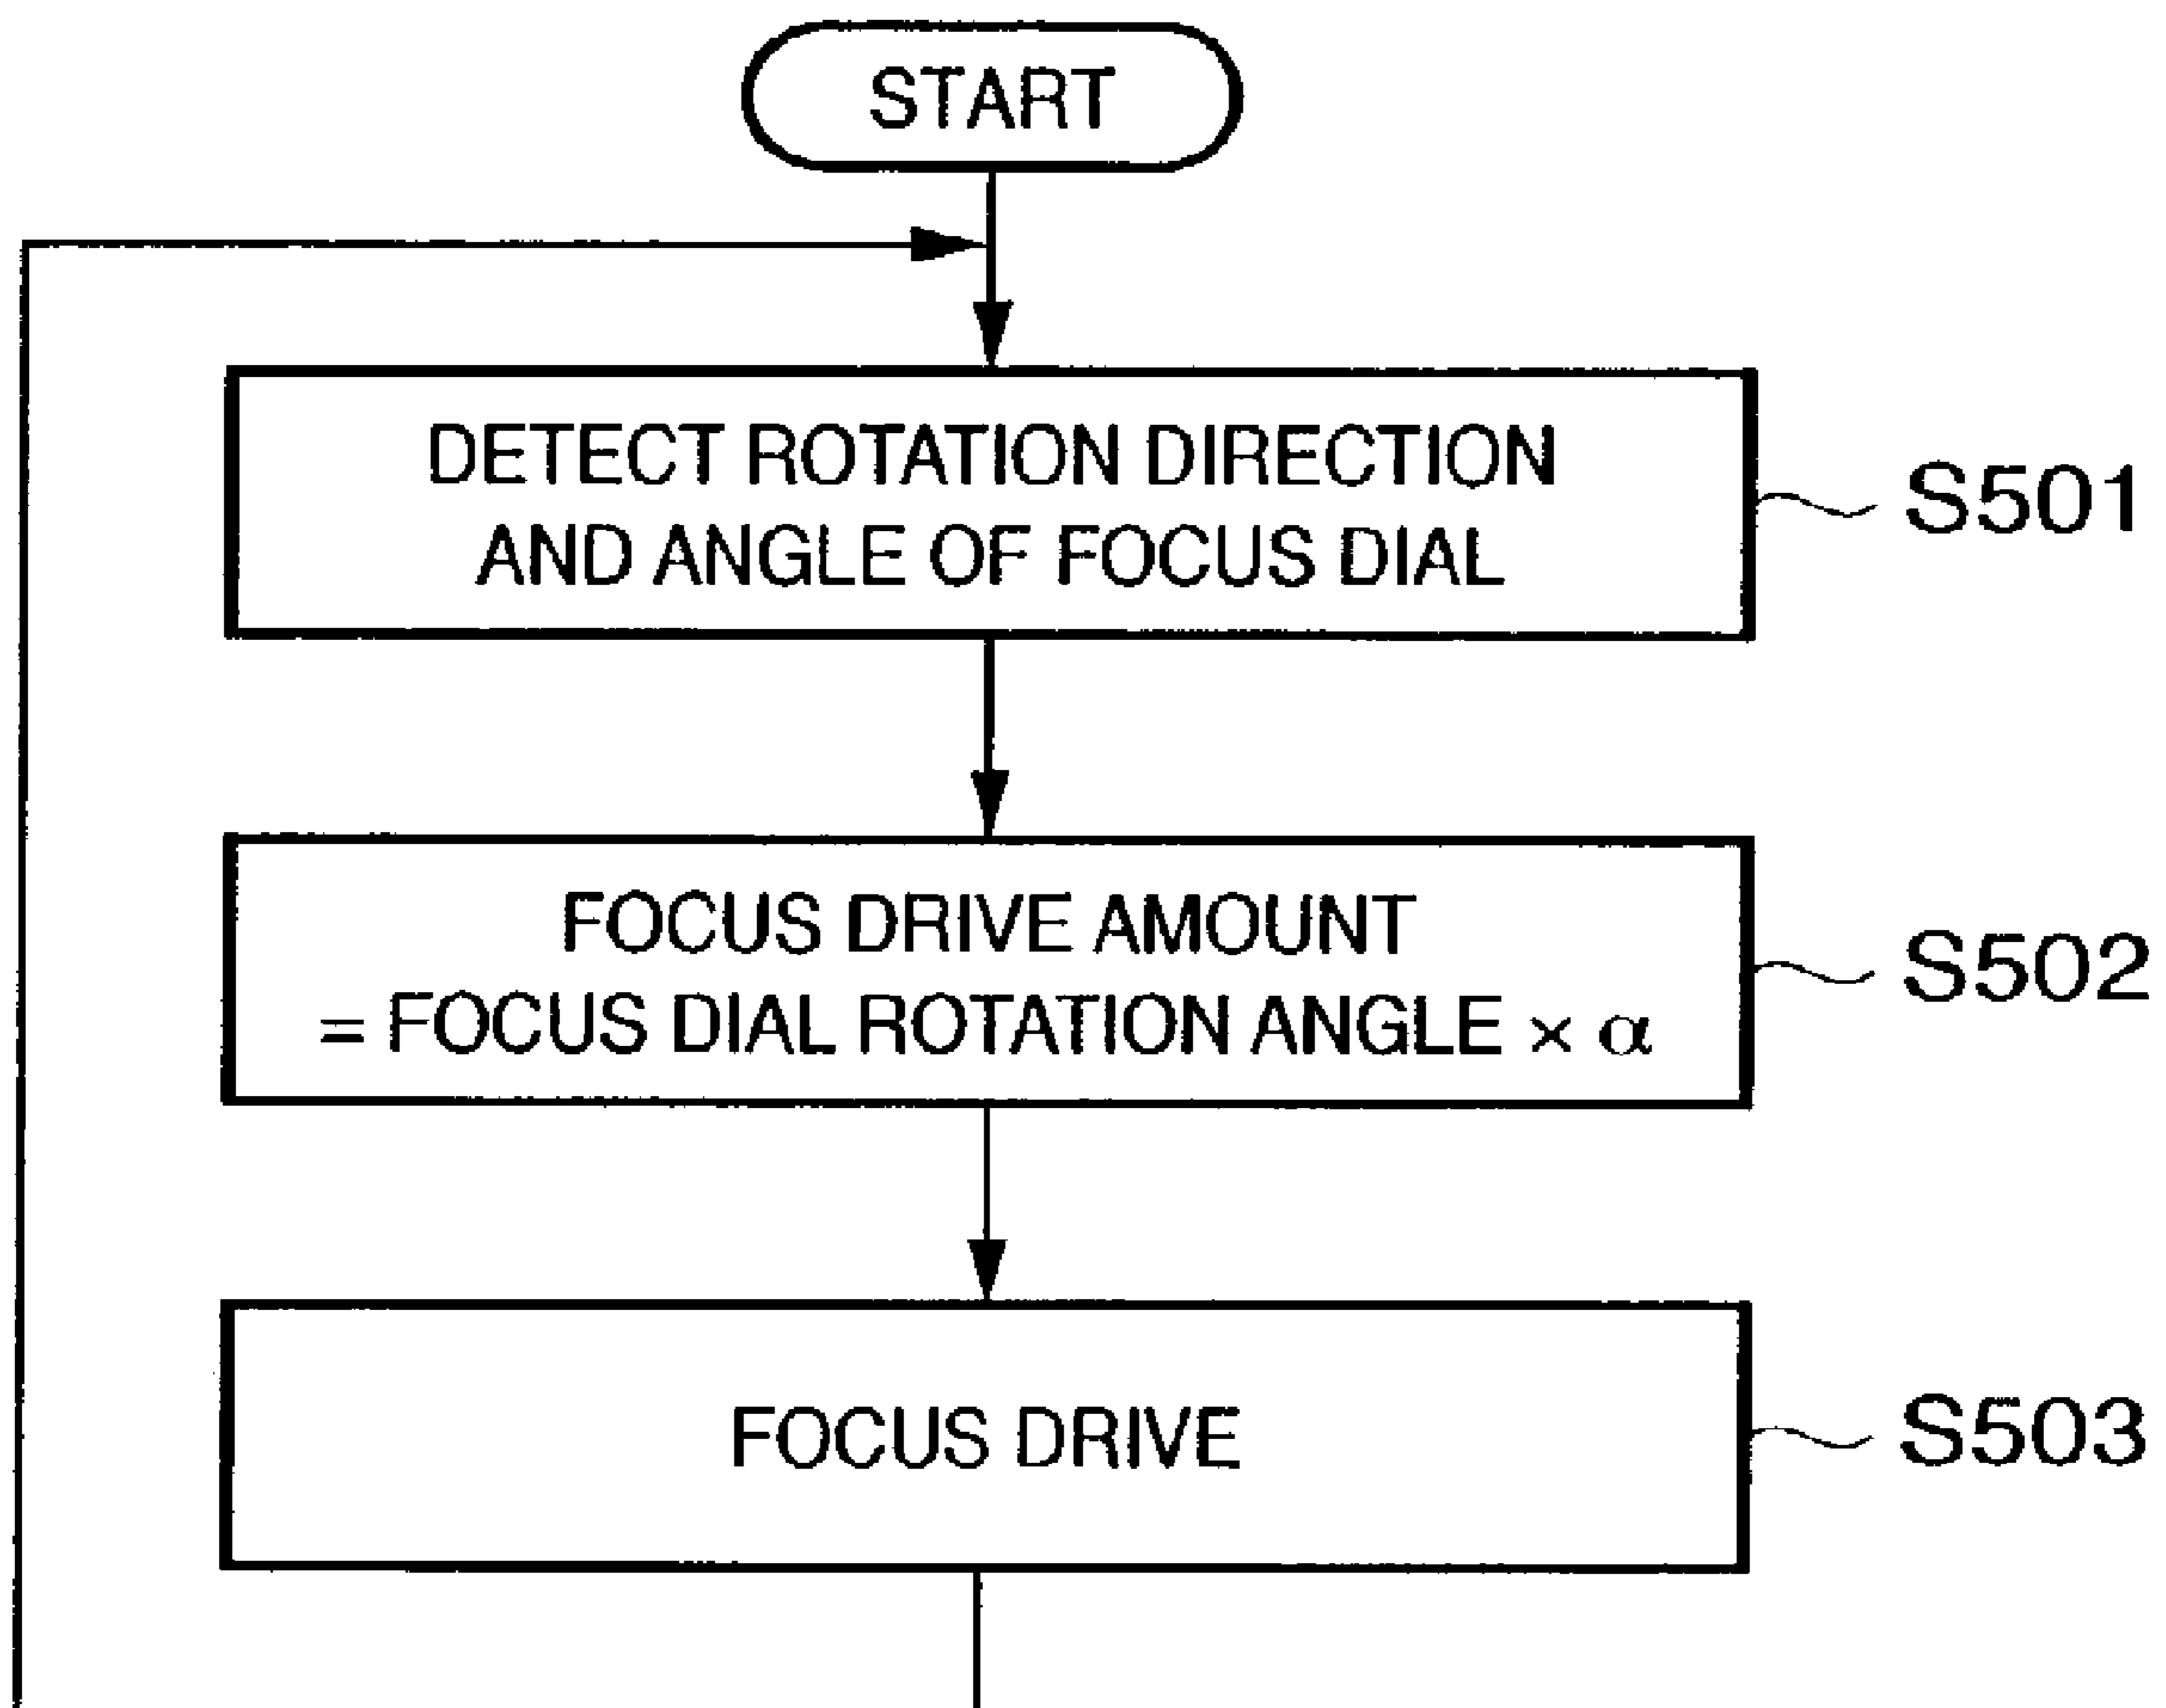 START
DETECT ROTATION DIRECTION
AND ANGLE OF FOCUS DIAL
S501
FOCUS DRIVE AMOUNT
= FOCUS DIAL ROTATION ANGLE × α
S502
FOCUS DRIVE
S503